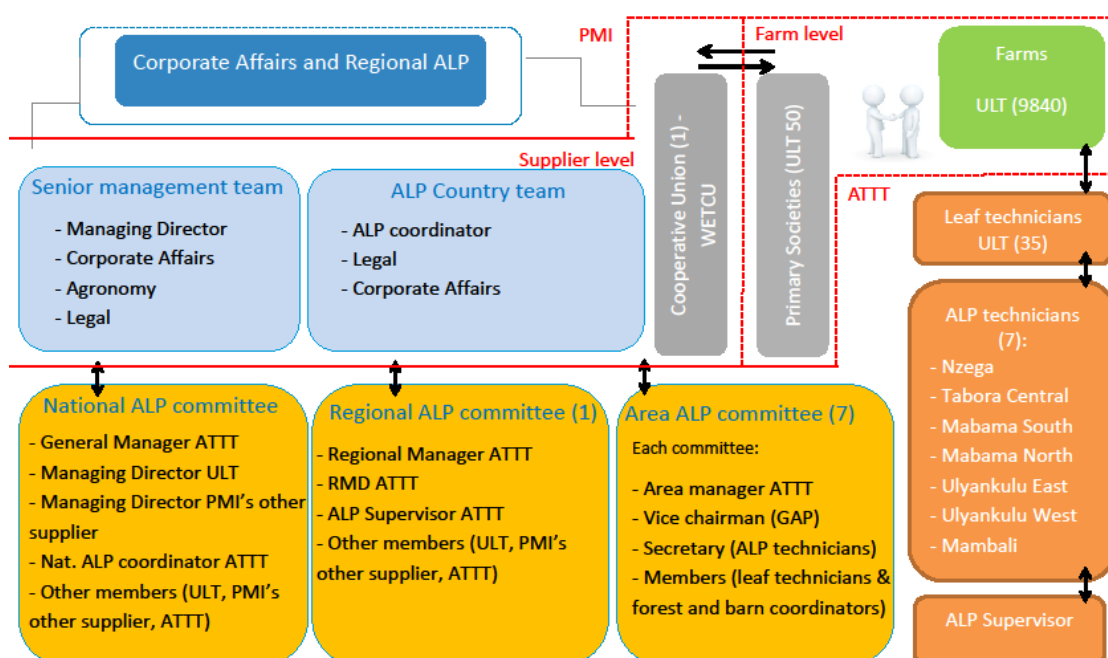 PMI
Farm level
Corporate Affairs and Regional ALP
Farms
ULT (9840)
Supplier level
ATTT
Senior management team
- Managing Director
- Corporate Affairs
- Agronomy
- Legal
ALP Country team
- ALP coordinator
- Legal
- Corporate Affairs
Cooperative Union (1) -
WETCU
Primary Societies (ULT 50)
Leaf technicians
ULT (35)
ALP technicians
(7):
- Nzega
- Tabora Central
- Mabama South
- Mabama North
- Ulyankulu East
- Ulyankulu West
- Mambali
ALP Supervisor
National ALP committee
- General Manager ATTT
- Managing Director ULT
- Managing Director PMI's other
supplier
- Nat. ALP coordinator ATTT
- Other members (ULT, PMI's
other supplier, ATTT)
Regional ALP committee (1)
- Regional Manager ATTT
- RMD ATTT
- ALP Supervisor ATTT
- Other members (ULT, PMI's
other supplier, ATTT)
Area ALP committee (7)
Each committee:
- Area manager ATTT
- Vice chairman (GAP)
- Secretary (ALP technicians)
- Members (leaf technicians &
forest and barn coordinators)